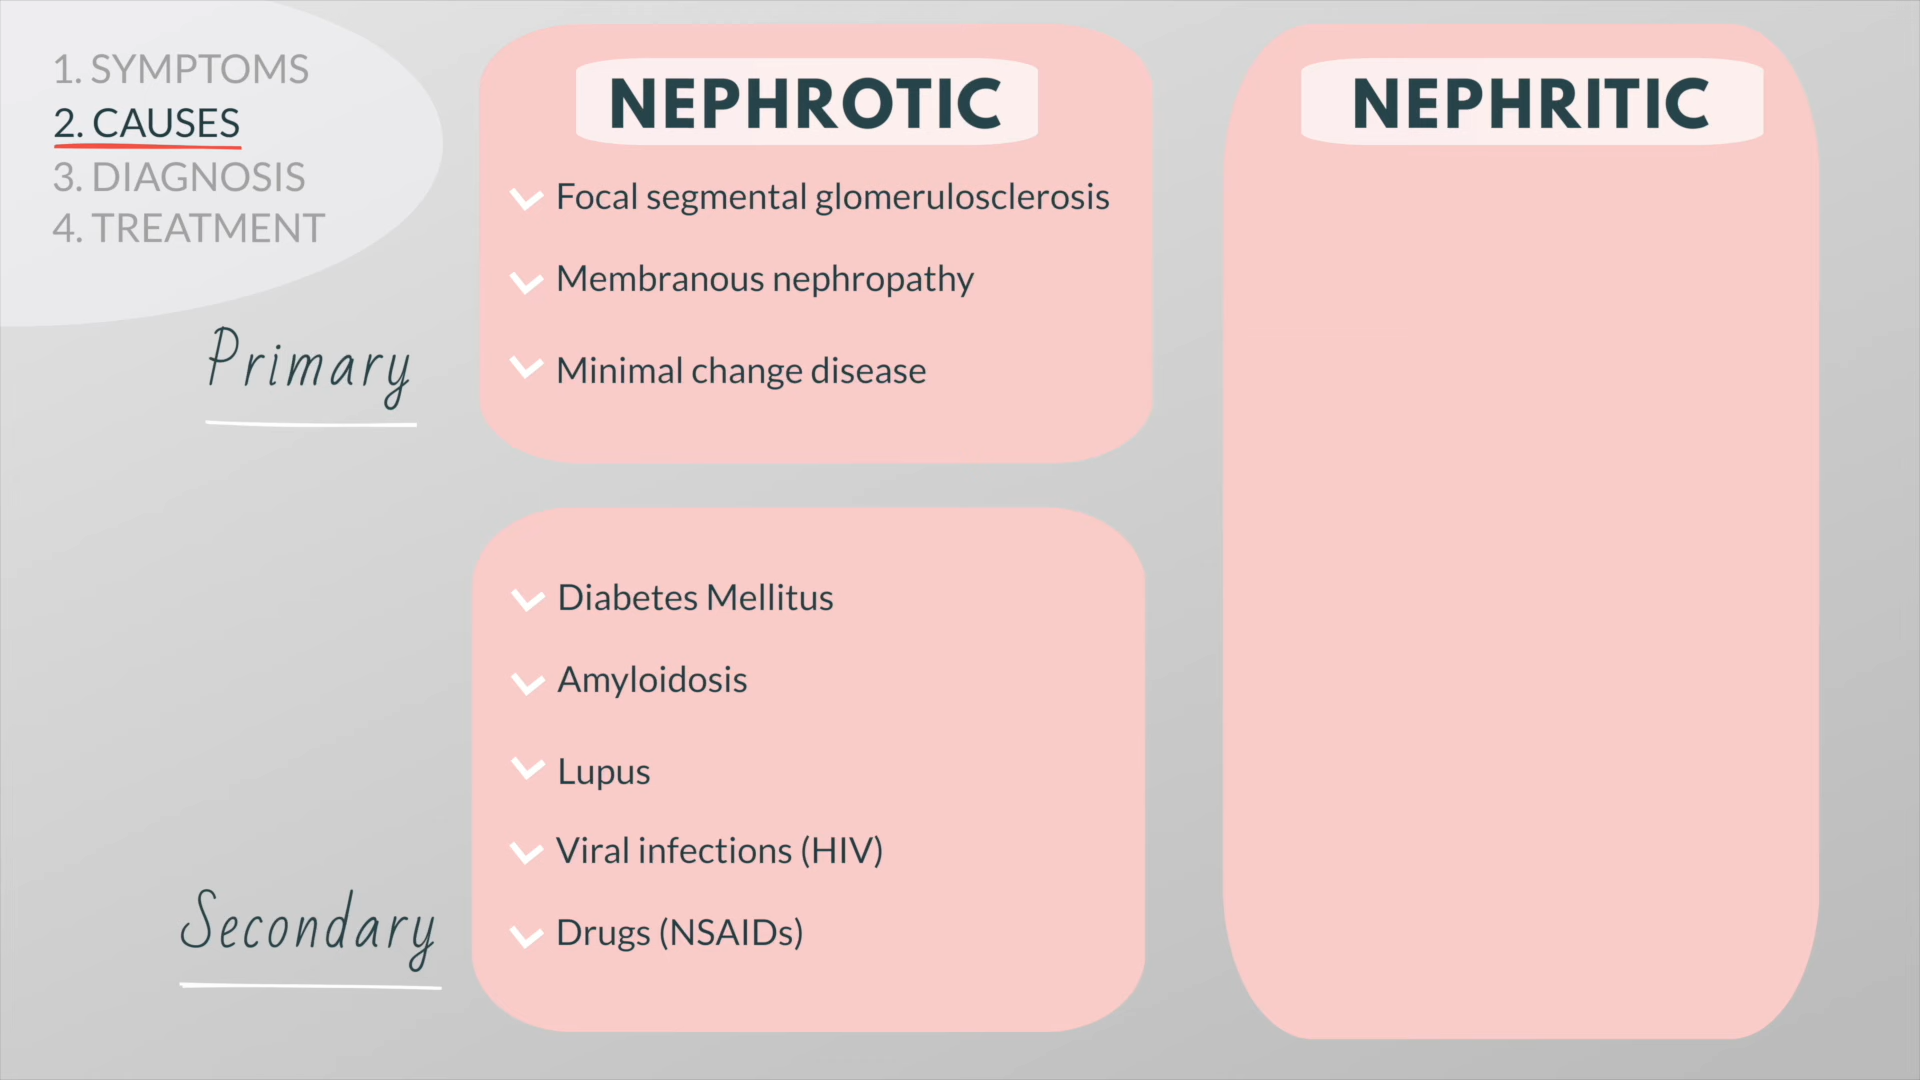 1. SYMPTOMS
2. CAUSES
3. DIAGNOSIS
4. TREATMENT
Primary
Secondary
NEPHROTIC
Focal segmental glomerulosclerosis
Membranous nephropathy
Minimal change disease
Diabetes Mellitus
Amyloidosis
Lupus
Viral infections (HIV)
Drugs (NSAIDs)
NEPHRITIC